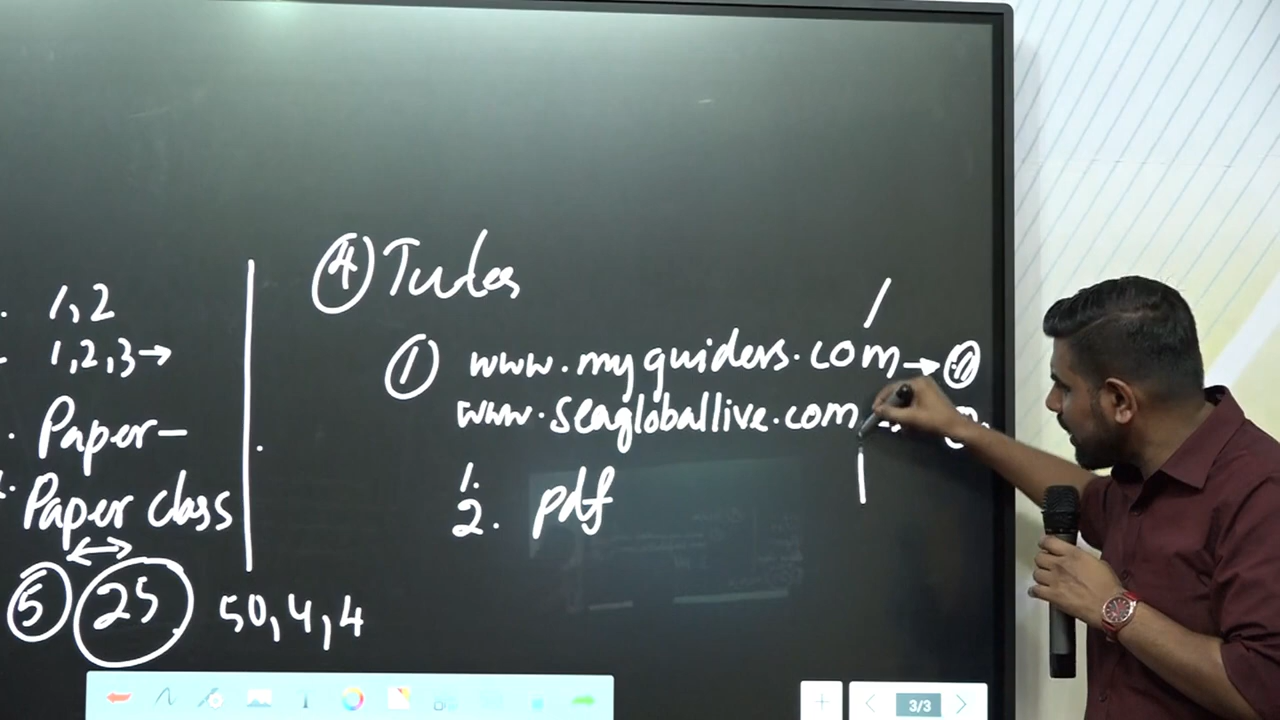 1,2
1,2,3→
Paper–
Paper class
5 25 50,4,4
4 Tutes
1 www.myguiders.com→
www.seagloballive.com
1.
2. pdf
3/3